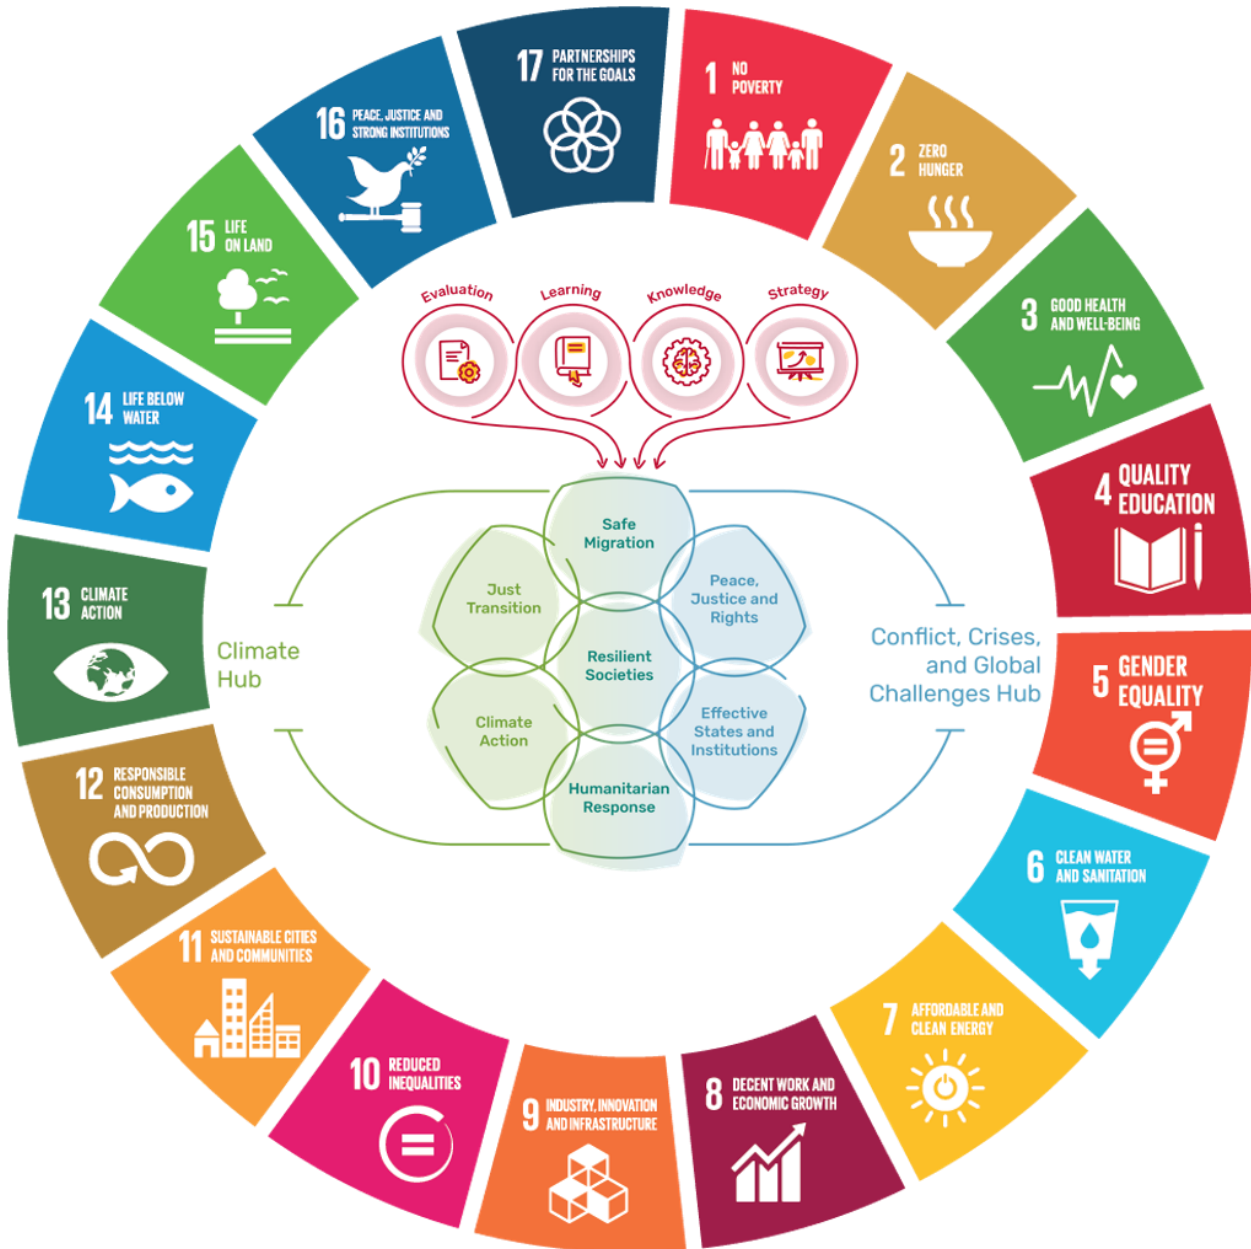 17 PARTNERSHIPS
FOR THE GOALS
1 NO
POVERTY
2 ZERO
HUNGER
3 GOOD HEALTH
AND WELL-BEING
4 QUALITY
EDUCATION
5 GENDER
EQUALITY
6 CLEAN WATER
AND SANITATION
7 AFFORDABLE AND
CLEAN ENERGY
8 DECENT WORK AND
ECONOMIC GROWTH
9 INDUSTRY, INNOVATION
AND INFRASTRUCTURE
10 REDUCED
INEQUALITIES
11 SUSTAINABLE CITIES
AND COMMUNITIES
12 RESPONSIBLE
CONSUMPTION
AND PRODUCTION
13 CLIMATE
ACTION
14 LIFE BELOW
WATER
15 LIFE
ON LAND
16 PEACE, JUSTICE AND
STRONG INSTITUTIONS
Evaluation
Learning
Knowledge
Strategy
Climate
Hub
Safe
Migration
Just
Transition
Peace,
Justice and
Rights
Resilient
Societies
Climate
Action
Effective
States and
Institutions
Humanitarian
Response
Conflict, Crises,
and Global
Challenges Hub